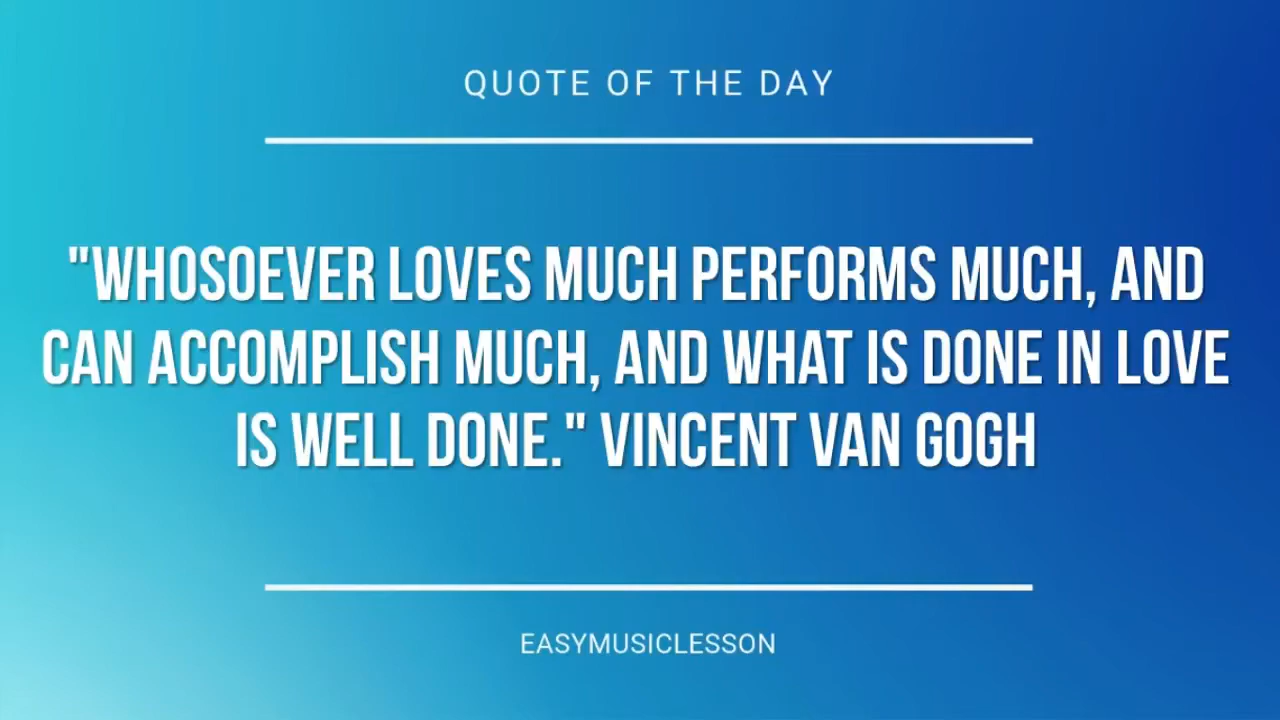 QUOTE OF THE DAY
"WHOSOEVER LOVES MUCH PERFORMS MUCH, AND
CAN ACCOMPLISH MUCH, AND WHAT IS DONE IN LOVE
IS WELL DONE." VINCENT VAN GOGH
EASYMUSICLESSON